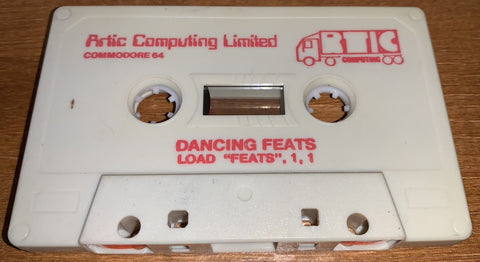 Artic Computing Limited
COMMODORE 64
ARTIC
COMPUTING
DANCING FEATS
LOAD "FEATS", 1, 1